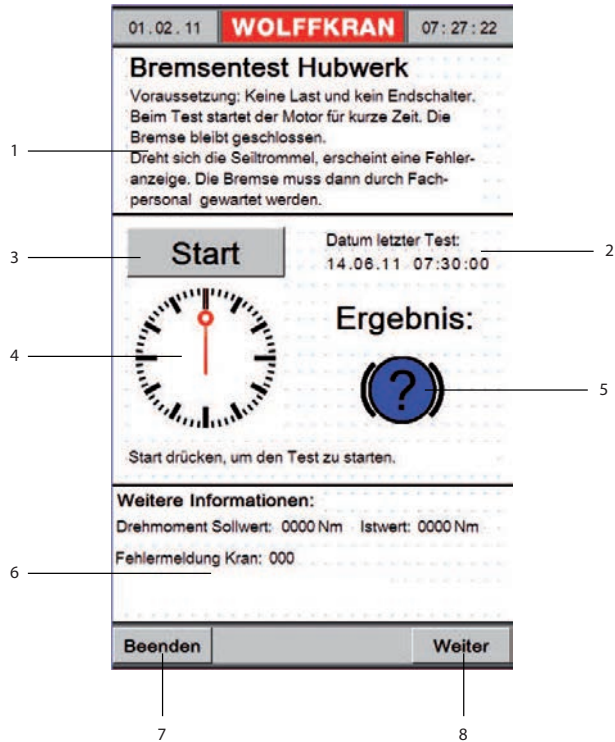 01.02.11 WOLFFKRAN 07:27:22
Bremsentest Hubwerk
Voraussetzung: Keine Last und kein Endschalter.
Beim Test startet der Motor für kurze Zeit. Die
Bremse bleibt geschlossen.
Dreht sich die Seiltrommel, erscheint eine Fehler-
anzeige. Die Bremse muss dann durch Fach-
personal gewartet werden.
1
Start
Datum letzter Test:
14.06.11 07:30:00
2
3
Ergebnis:
4
?
5
Start drücken, um den Test zu starten.
Weitere Informationen:
Drehmoment Sollwert: 0000 Nm Istwert: 0000 Nm
Fehlermeldung Kran: 000
6
Beenden Weiter
7 8